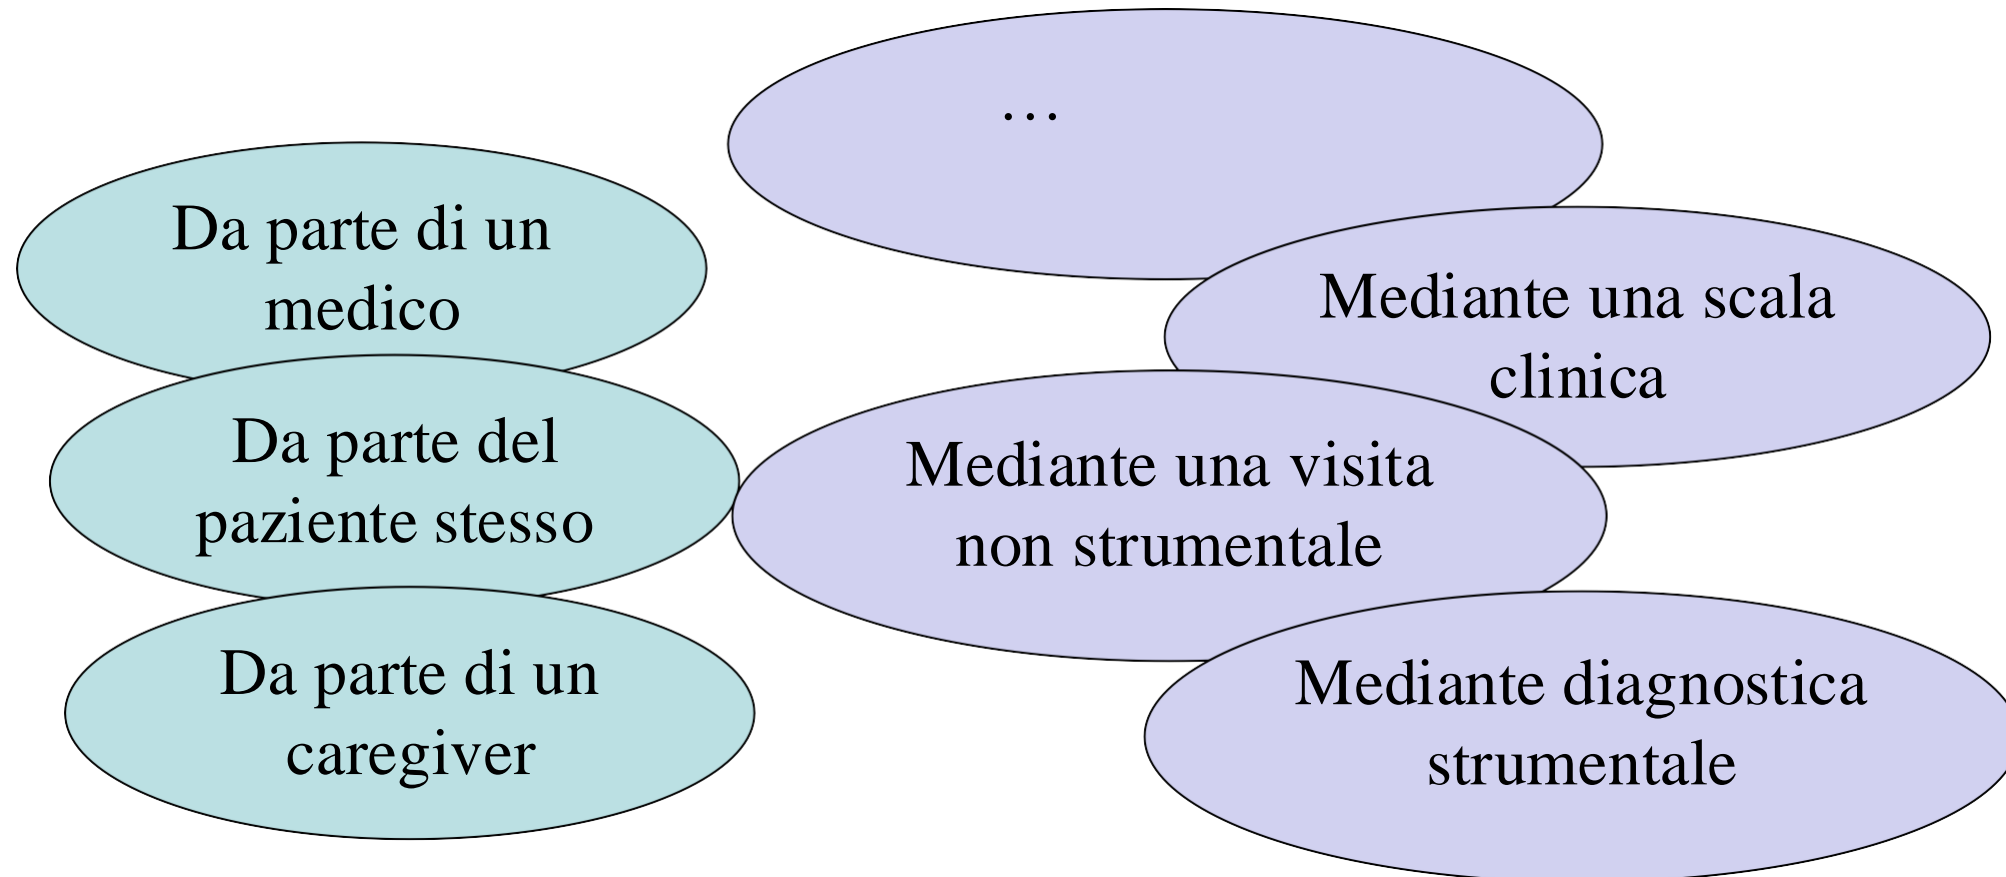 Da parte di un
medico
Da parte del
paziente stesso
Da parte di un
caregiver
…
Mediante una scala
clinica
Mediante una visita
non strumentale
Mediante diagnostica
strumentale